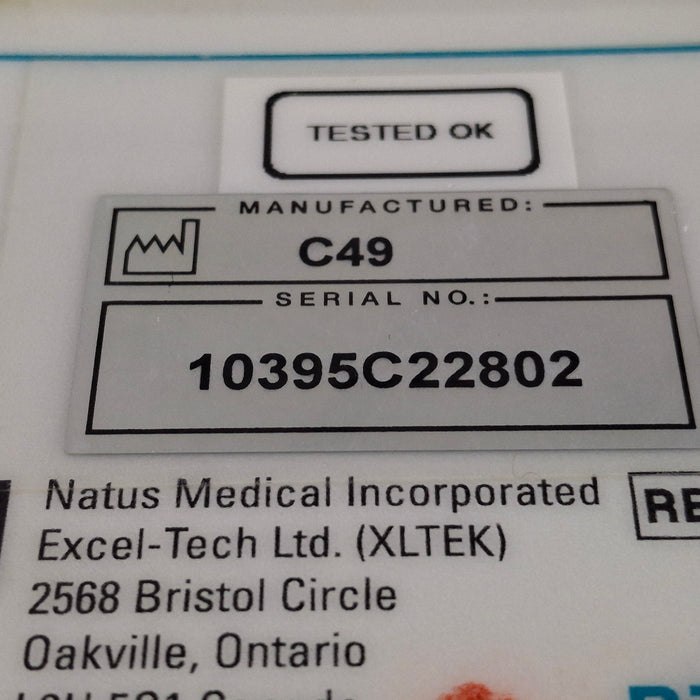 TESTED OK
MANUFACTURED:
C49
SERIAL NO.:
10395C22802
Natus Medical Incorporated
Excel-Tech Ltd. (XLTEK)
2568 Bristol Circle
Oakville, Ontario